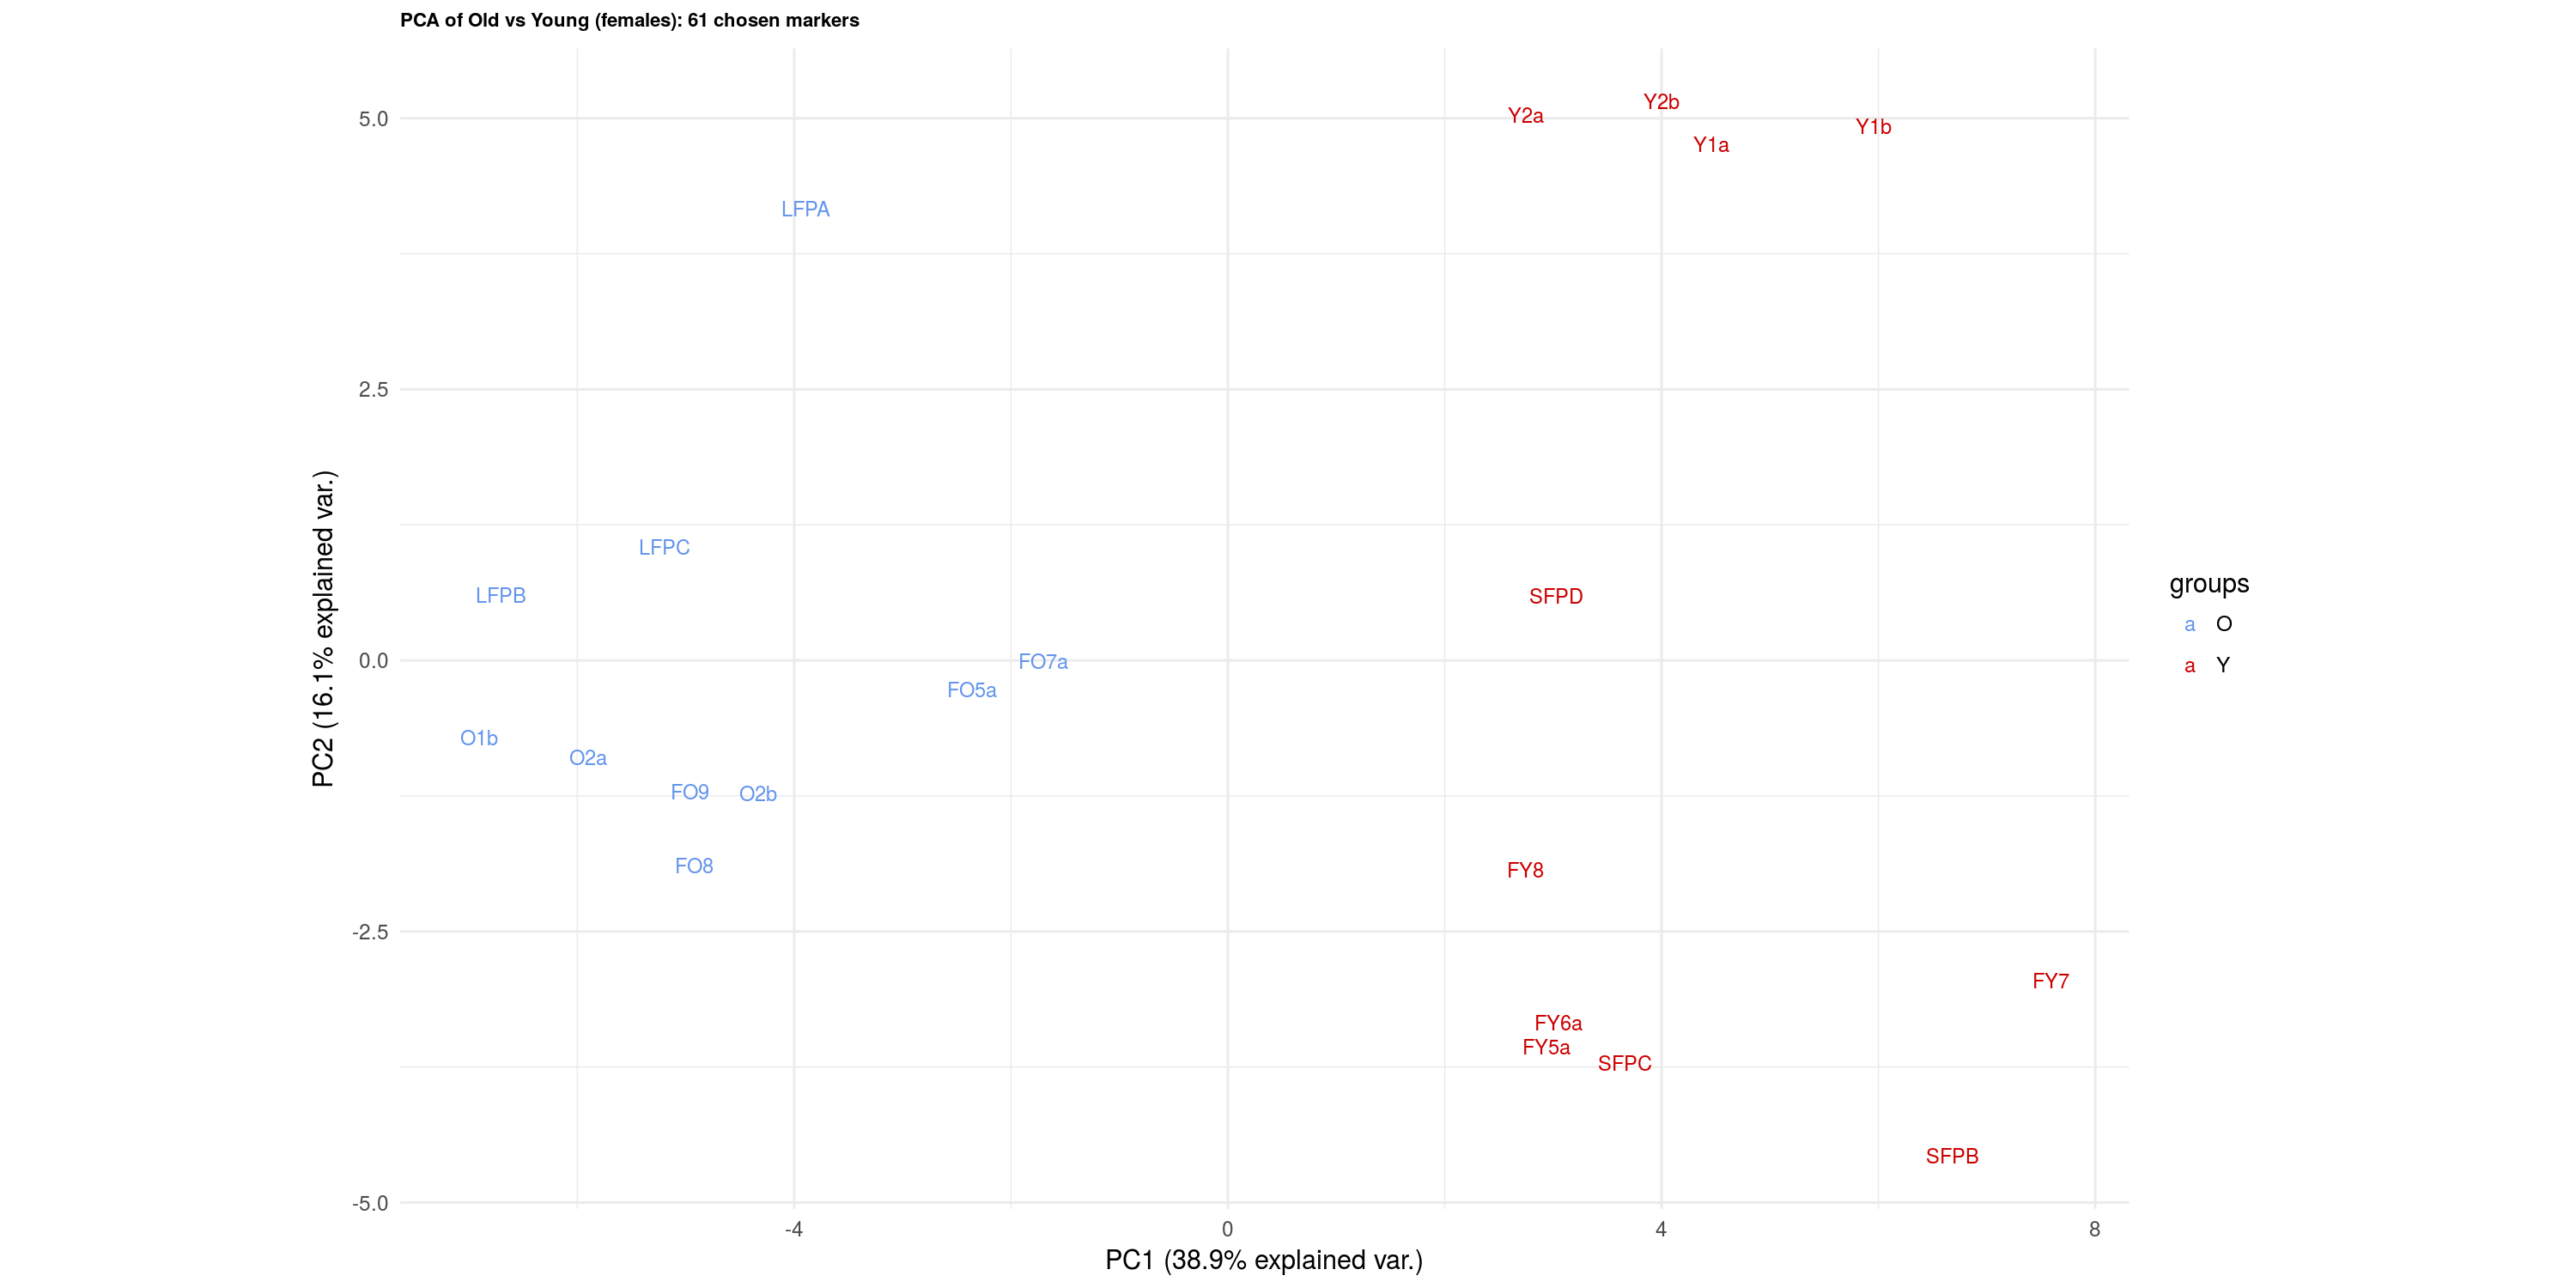 PCA of Old vs Young (females): 61 chosen markers
5.0
2.5
0.0
-2.5
-5.0
PC2 (16.1% explained var.)
Y2a
Y2b
Y1b
Y1a
LFPA
LFPC
LFPB
SFPD
FO7a
FO5a
O1b
O2a
FO9
O2b
FO8
FY8
FY7
FY6a
FY5a
SFPC
SFPB
-4
0
4
8
PC1 (38.9% explained var.)
groups
a O
a Y